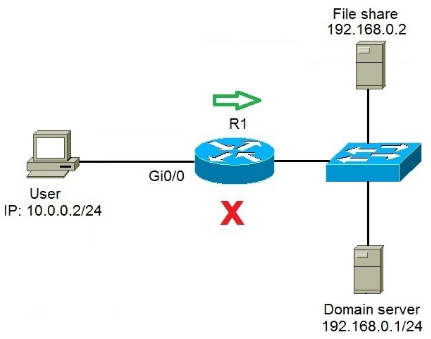 File share
192.168.0.2
R1
Gi0/0
User
IP: 10.0.0.2/24
X
Domain server
192.168.0.1/24